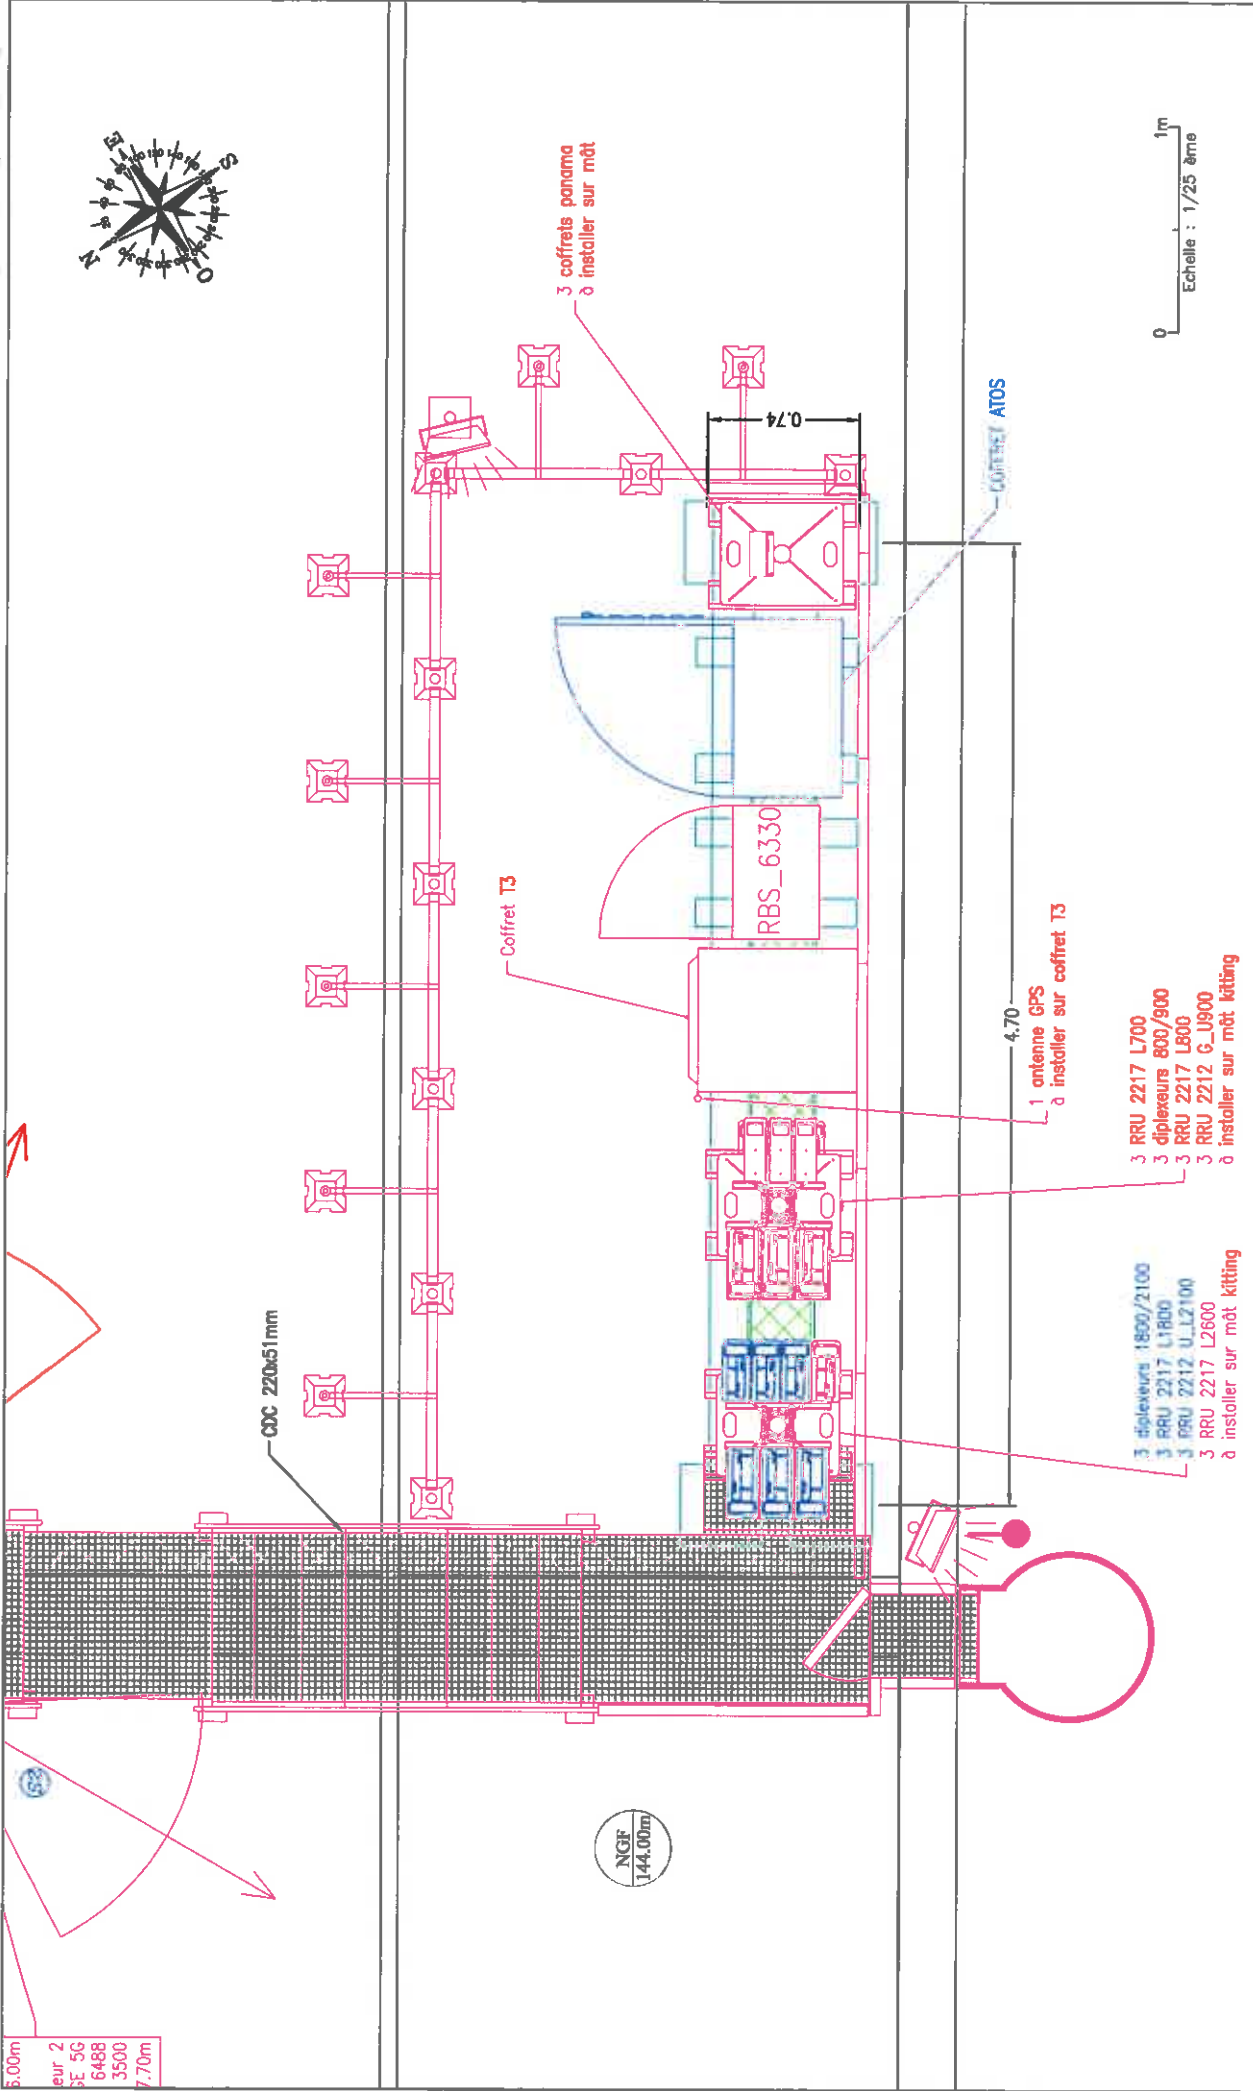 N
E
S
O
3 coffrets panama
à installer sur mât
0
1m
Echelle : 1/25 ème
0.74
COFFRET ATOS
Coffret T3
RBS_6330
4.70
1 antenne GPS
à installer sur coffret T3
3 RRU 2217 L700
3 diplexeurs 800/900
3 RRU 2217 L800
3 RRU 2212 G_U900
à installer sur mât kitting
3 diplexeurs 1800/2100
3 RRU 2217 L1800
3 RRU 2212 U_L2100
3 RRU 2217 L2600
à installer sur mât kitting
CDC 220x51mm
S2
NGF
144.00m
6.00m
eur 2
GE 5G
6488
3500
7.70m